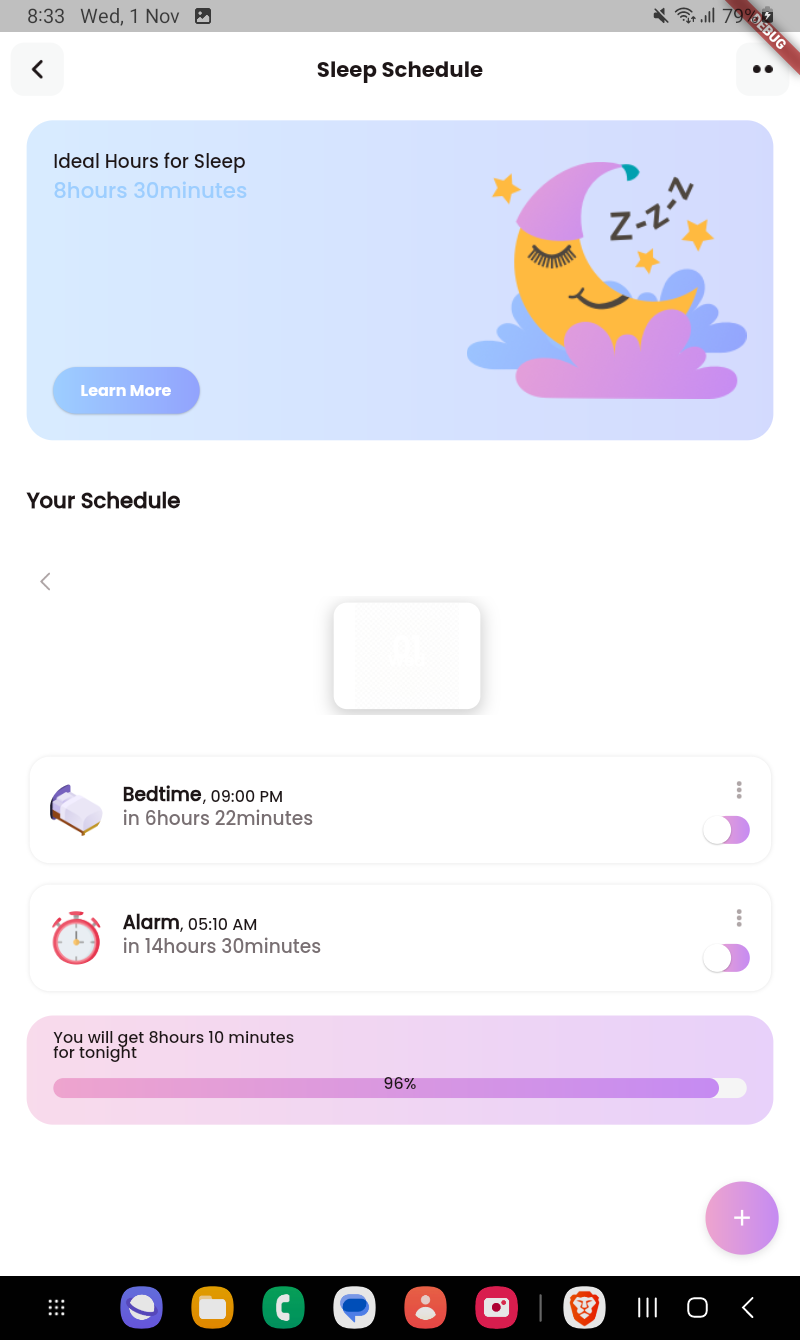 8:33 Wed, 1 Nov 79%
DEBUG
Sleep Schedule
Ideal Hours for Sleep
8hours 30minutes
Z-Z-Z
Learn More
Your Schedule
Bedtime, 09:00 PM
in 6hours 22minutes
Alarm, 05:10 AM
in 14hours 30minutes
You will get 8hours 10 minutes
for tonight
96%